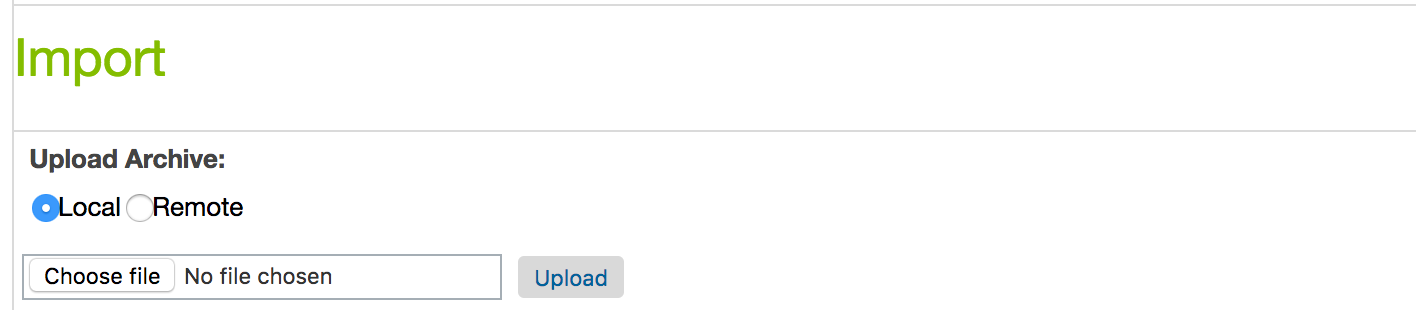 Import
Upload Archive:
Local Remote
Choose file No file chosen Upload